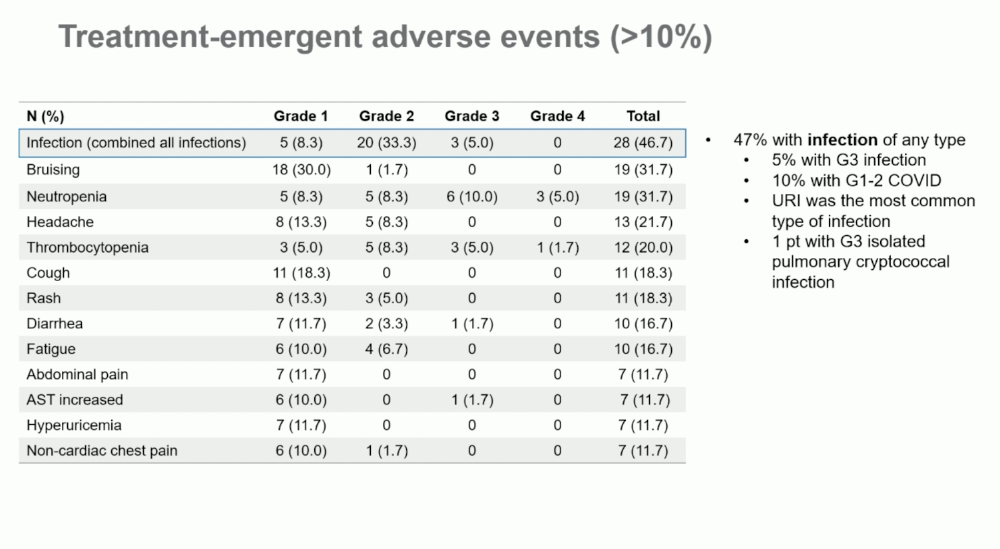 Treatment-emergent adverse events (>10%)
N (%) Grade 1 Grade 2 Grade 3 Grade 4 Total
Infection (combined all infections) 5 (8.3) 20 (33.3) 3 (5.0) 0 28 (46.7)
Bruising 18 (30.0) 1 (1.7) 0 0 19 (31.7)
Neutropenia 5 (8.3) 5 (8.3) 6 (10.0) 3 (5.0) 19 (31.7)
Headache 8 (13.3) 5 (8.3) 0 0 13 (21.7)
Thrombocytopenia 3 (5.0) 5 (8.3) 3 (5.0) 1 (1.7) 12 (20.0)
Cough 11 (18.3) 0 0 0 11 (18.3)
Rash 8 (13.3) 3 (5.0) 0 0 11 (18.3)
Diarrhea 7 (11.7) 2 (3.3) 1 (1.7) 0 10 (16.7)
Fatigue 6 (10.0) 4 (6.7) 0 0 10 (16.7)
Abdominal pain 7 (11.7) 0 0 0 7 (11.7)
AST increased 6 (10.0) 0 1 (1.7) 0 7 (11.7)
Hyperuricemia 7 (11.7) 0 0 0 7 (11.7)
Non-cardiac chest pain 6 (10.0) 1 (1.7) 0 0 7 (11.7)
• 47% with infection of any type
• 5% with G3 infection
• 10% with G1-2 COVID
• URI was the most common
type of infection
• 1 pt with G3 isolated
pulmonary cryptococcal
infection